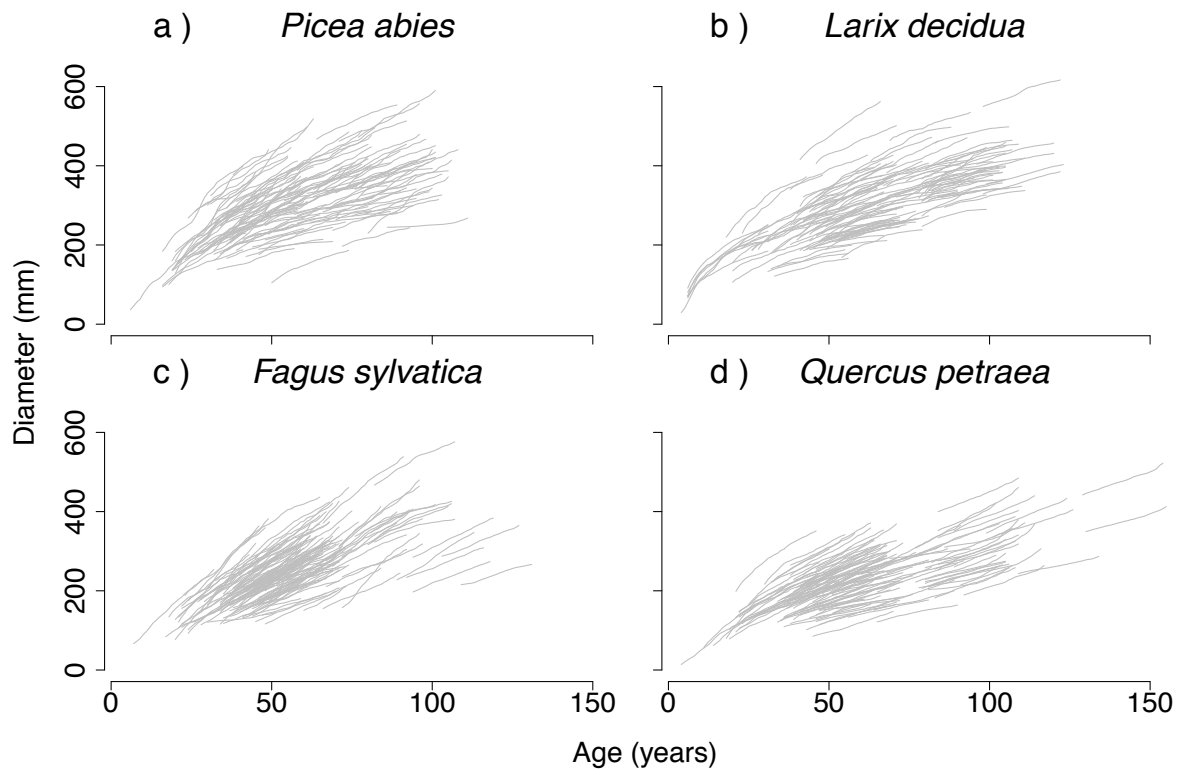 a ) Picea abies
b ) Larix decidua
600
400
200
0
Diameter (mm)
c ) Fagus sylvatica
d ) Quercus petraea
600
400
200
0
0 50 100 150
0 50 100 150
Age (years)